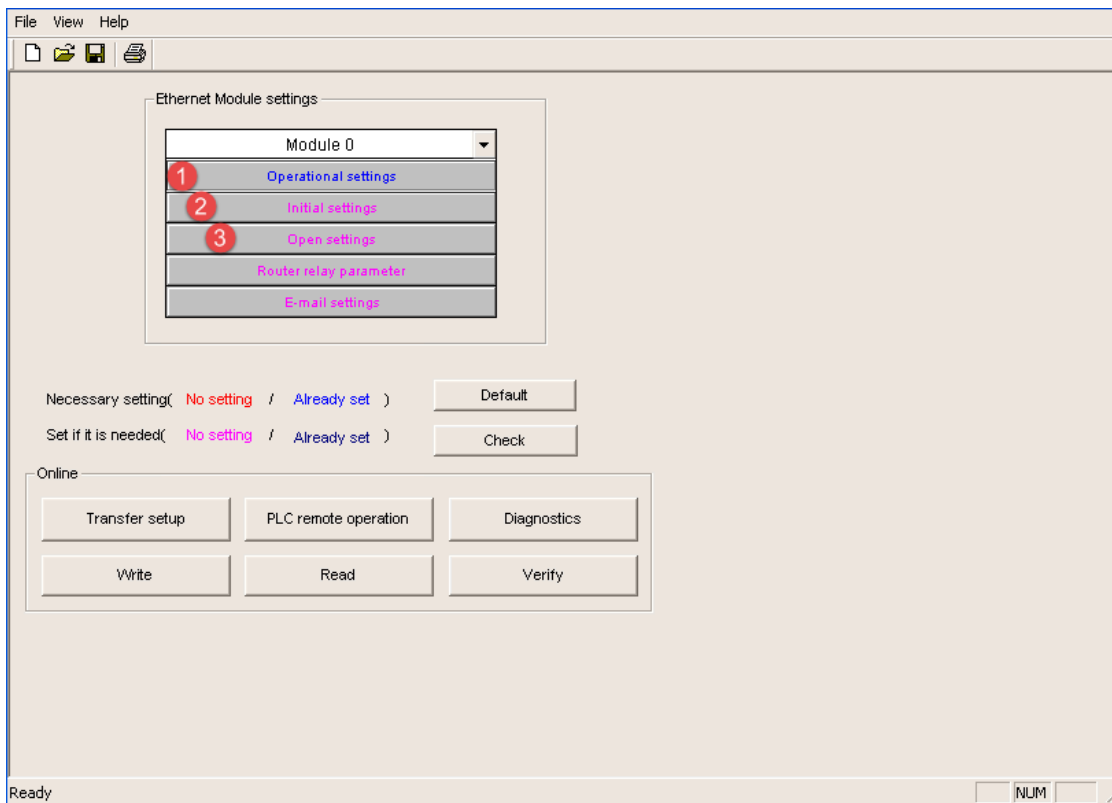 File View Help
Ethernet Module settings
Module 0
1 Operational settings
2 Initial settings
3 Open settings
Router relay parameter
E-mail settings
Necessary setting( No setting / Already set )
Default
Set if it is needed( No setting / Already set )
Check
Online
Transfer setup
PLC remote operation
Diagnostics
Write
Read
Verify
Ready
NUM